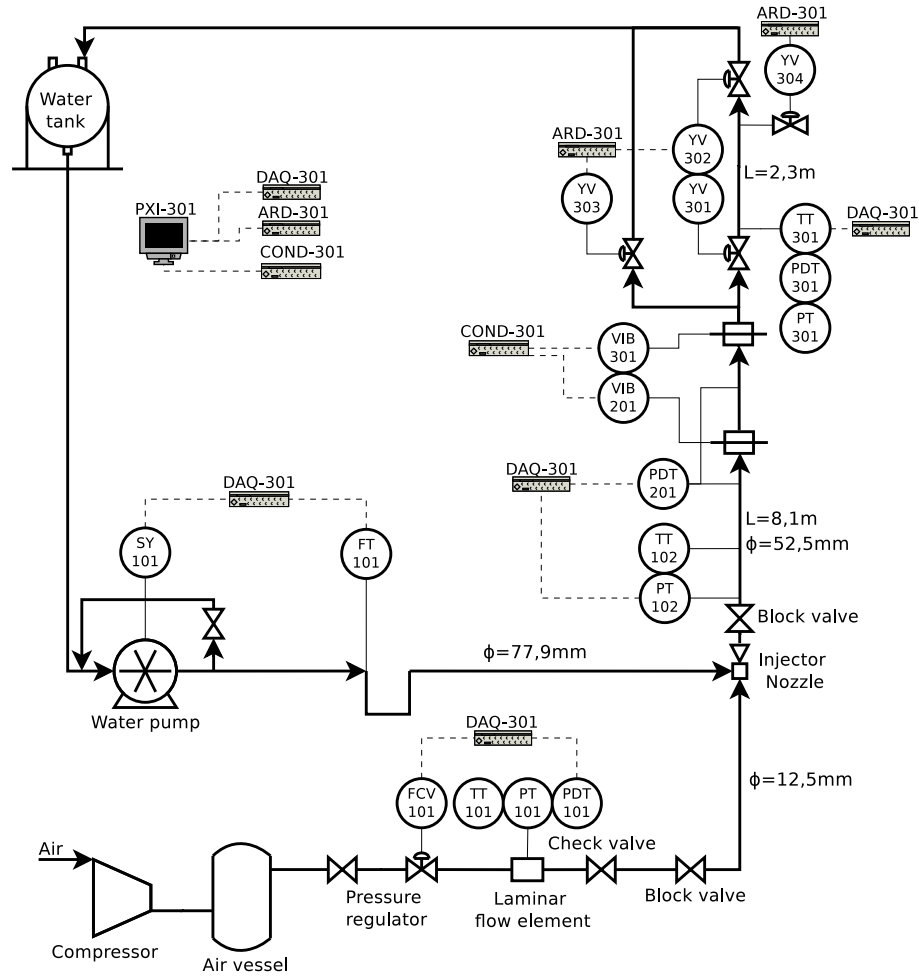 ARD-301
YV
304
Water
tank
ARD-301
YV
302
L=2,3m
DAQ-301
PXI-301
ARD-301
COND-301
YV
303
YV
301
TT
301
DAQ-301
PDT
301
PT
301
COND-301
VIB
301
VIB
201
DAQ-301
PDT
201
DAQ-301
L=8,1m
ϕ=52,5mm
SY
101
FT
101
TT
102
PT
102
Block valve
ϕ=77,9mm
Injector
Nozzle
Water pump
DAQ-301
FCV
101
TT
101
PT
101
PDT
101
ϕ=12,5mm
Check valve
Air
Pressure
regulator
Laminar
flow element
Block valve
Compressor
Air vessel